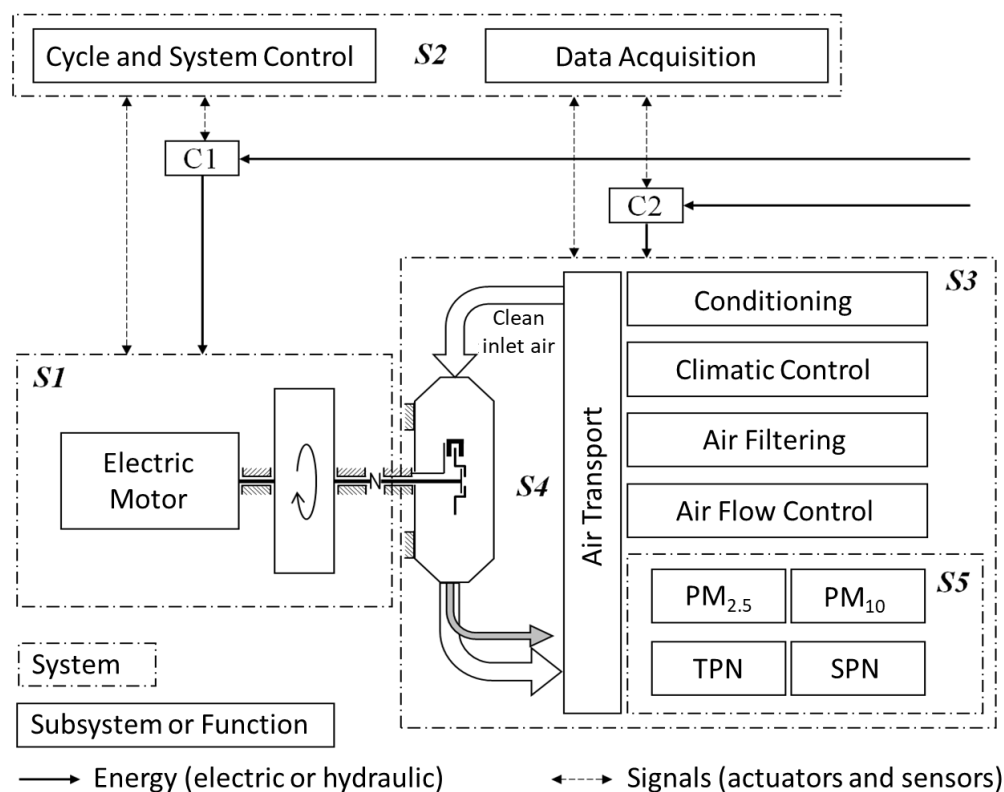 Cycle and System Control
S2
Data Acquisition
C1
C2
S3
Conditioning
Clean
inlet air
S1
Climatic Control
Air Filtering
Electric
Motor
S4
Air Transport
Air Flow Control
S5
PM2.5
PM10
TPN
SPN
System
Subsystem or Function
Energy (electric or hydraulic)
Signals (actuators and sensors)